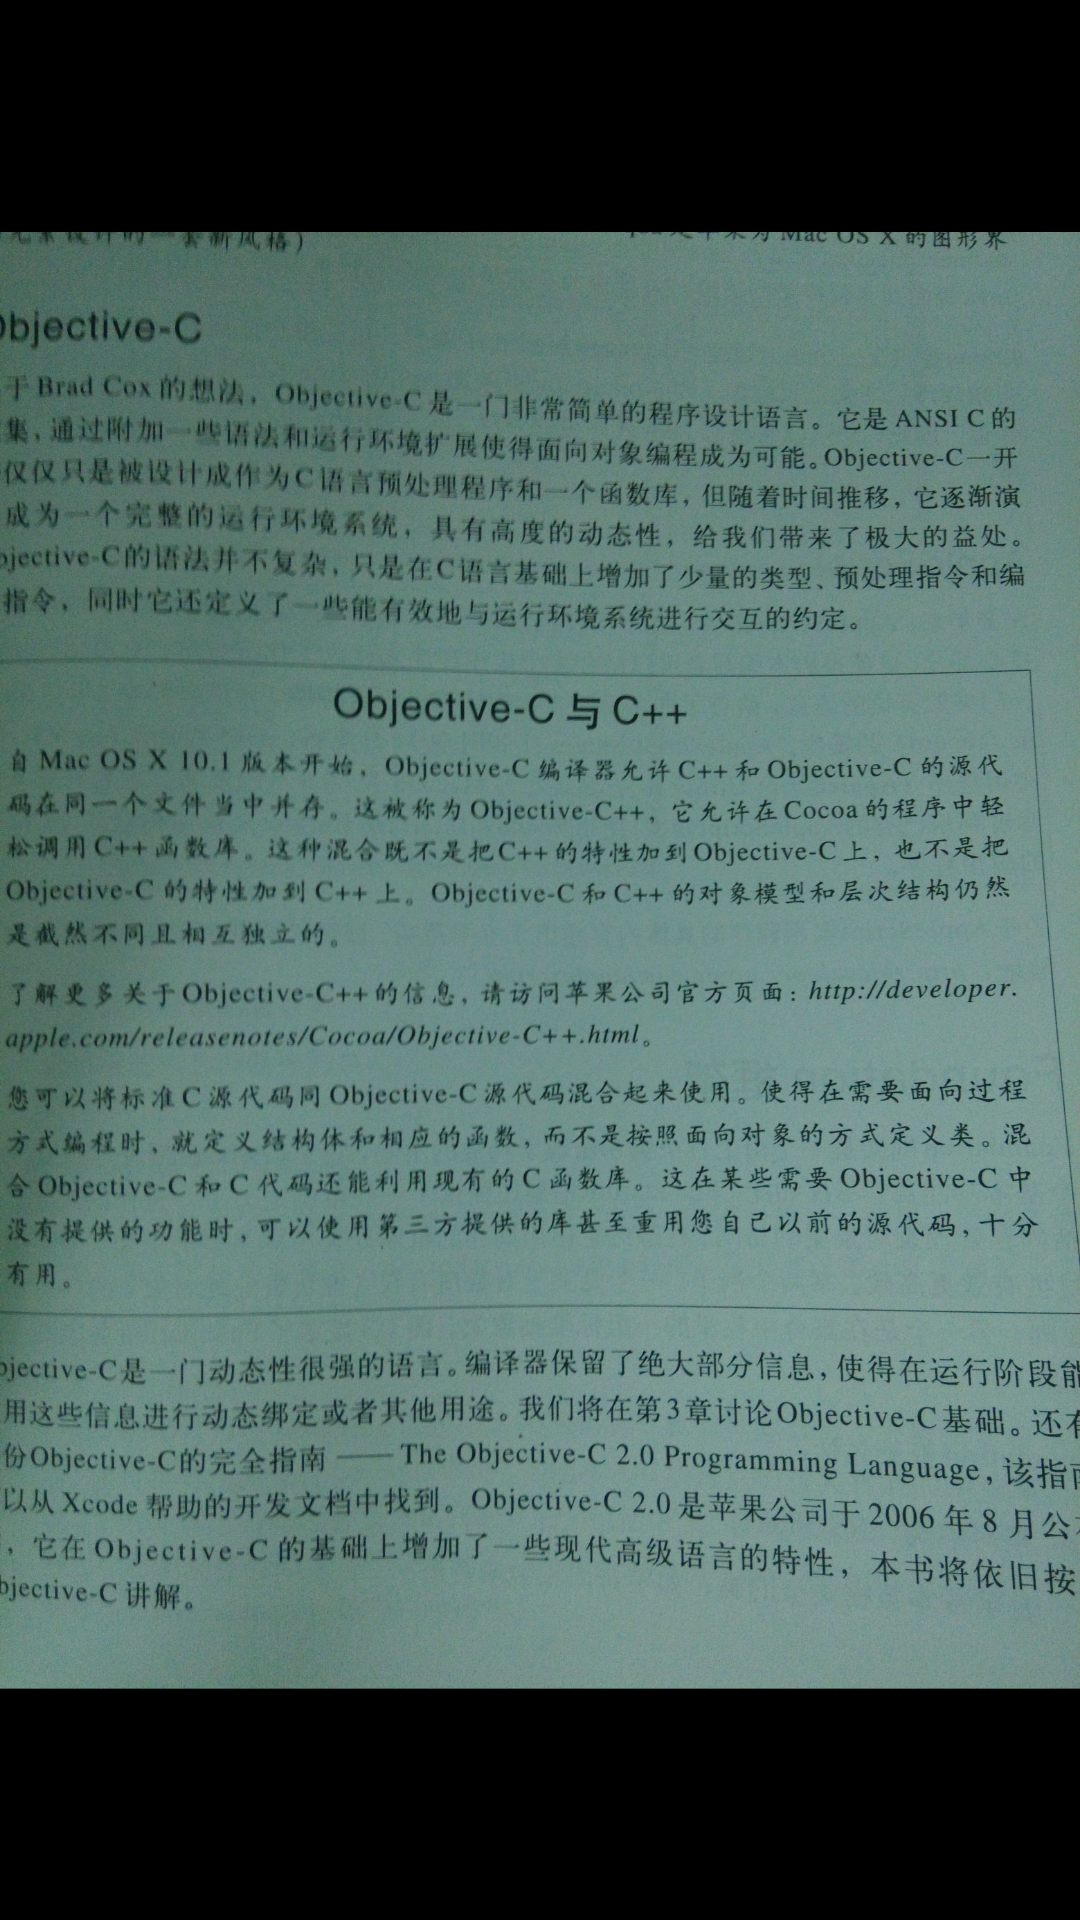 元素设计的一套新风格)
是苹果为 Mac OS X 的图形界
Objective-C
于 Brad Cox 的想法，Objective-C 是一门非常简单的程序设计语言。它是 ANSI C 的
集，通过附加一些语法和运行环境扩展使得面向对象编程成为可能。Objective-C一开
仅仅只是被设计成作为C语言预处理程序和一个函数库，但随着时间推移，它逐渐演
成为一个完整的运行环境系统，具有高度的动态性，给我们带来了极大的益处。
bjective-C的语法并不复杂，只是在C语言基础上增加了少量的类型、预处理指令和编
指令，同时它还定义了一些能有效地与运行环境系统进行交互的约定。
Objective-C 与 C++
自 Mac OS X 10.1 版本开始，Objective-C 编译器允许 C++ 和 Objective-C 的源代
码在同一个文件当中并存。这被称为 Objective-C++，它允许在 Cocoa 的程序中轻
松调用 C++ 函数库。这种混合既不是把C++ 的特性加到 Objective-C 上，也不是把
Objective-C 的特性加到 C++ 上。Objective-C 和 C++ 的对象模型和层次结构仍然
是截然不同且相互独立的。
了解更多关于 Objective-C++ 的信息，请访问苹果公司官方页面：http://developer.
apple.com/releasenotes/Cocoa/Objective-C++.html。
您可以将标准 C 源代码同 Objective-C 源代码混合起来使用。使得在需要面向过程
方式编程时，就定义结构体和相应的函数，而不是按照面向对象的方式定义类。混
合 Objective-C 和 C 代码还能利用现有的 C 函数库。这在某些需要 Objective-C 中
没有提供的功能时，可以使用第三方提供的库甚至重用您自己以前的源代码，十分
有用。
bjective-C是一门动态性很强的语言。编译器保留了绝大部分信息，使得在运行阶段能
用这些信息进行动态绑定或者其他用途。我们将在第3章讨论Objective-C基础。还有
份Objective-C的完全指南 —— The Objective-C 2.0 Programming Language，该指南
以从 Xcode 帮助的开发文档中找到。Objective-C 2.0 是苹果公司于 2006 年 8 月公
，它在 Objective-C 的基础上增加了一些现代高级语言的特性，本书将依旧按
bjective-C 讲解。